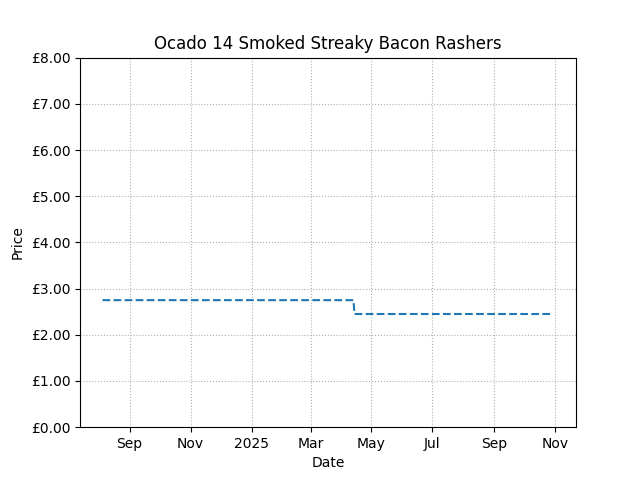 Ocado 14 Smoked Streaky Bacon Rashers
£8.00
£7.00
£6.00
£5.00
£4.00
£3.00
£2.00
£1.00
£0.00
Price
Sep Nov 2025 Mar May Jul Sep Nov
Date